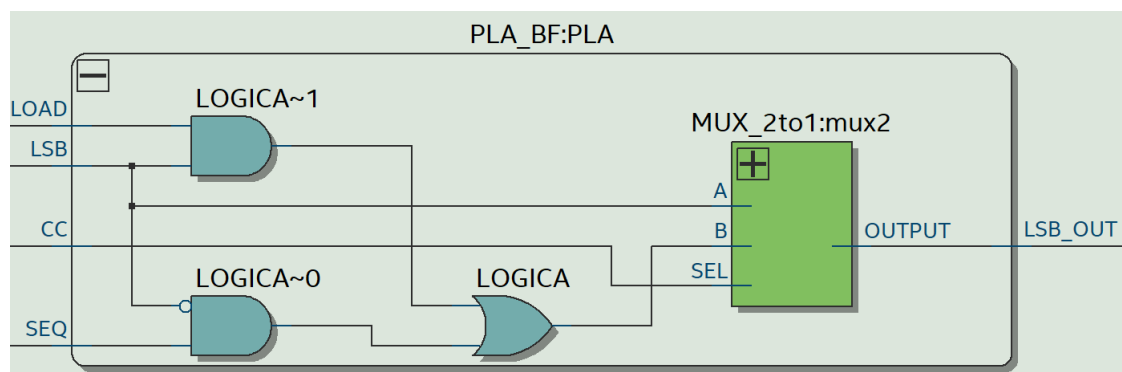 PLA_BF:PLA
LOGICA~1
LOAD
MUX_2to1:mux2
LSB
A
CC
B
OUTPUT
LSB_OUT
SEL
LOGICA~0
LOGICA
SEQ